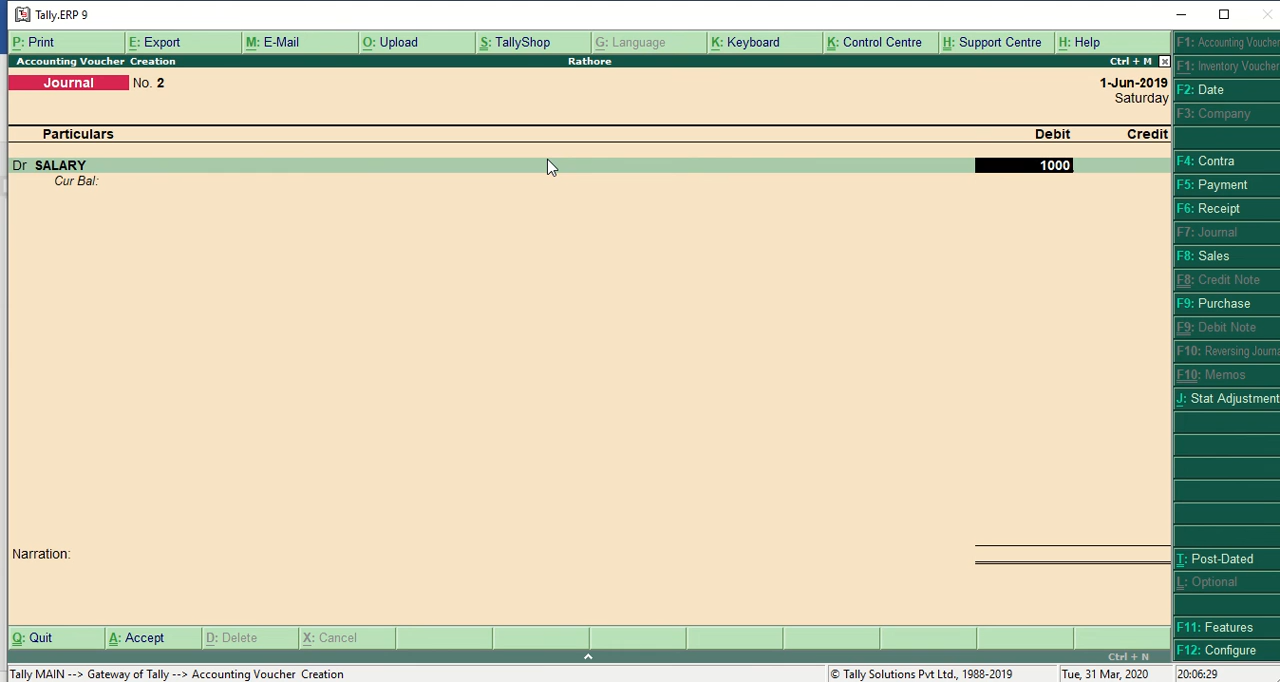 Tally.ERP 9
P: Print E: Export M: E-Mail O: Upload S: TallyShop G: Language K: Keyboard K: Control Centre H: Support Centre H: Help
Accounting Voucher Creation Rathore Ctrl + M
Journal No. 2 1-Jun-2019
Saturday
Particulars Debit Credit
Dr SALARY 1000
Cur Bal:
Narration:
F1: Accounting Voucher
F1: Inventory Voucher
F2: Date
F3: Company
F4: Contra
F5: Payment
F6: Receipt
F7: Journal
F8: Sales
F8: Credit Note
F9: Purchase
F9: Debit Note
F10: Reversing Journa
F10: Memos
J: Stat Adjustment
T: Post-Dated
L: Optional
F11: Features
F12: Configure
Q: Quit A: Accept D: Delete X: Cancel
Ctrl + N
Tally MAIN --> Gateway of Tally --> Accounting Voucher Creation © Tally Solutions Pvt Ltd., 1988-2019 Tue, 31 Mar, 2020 20:06:29